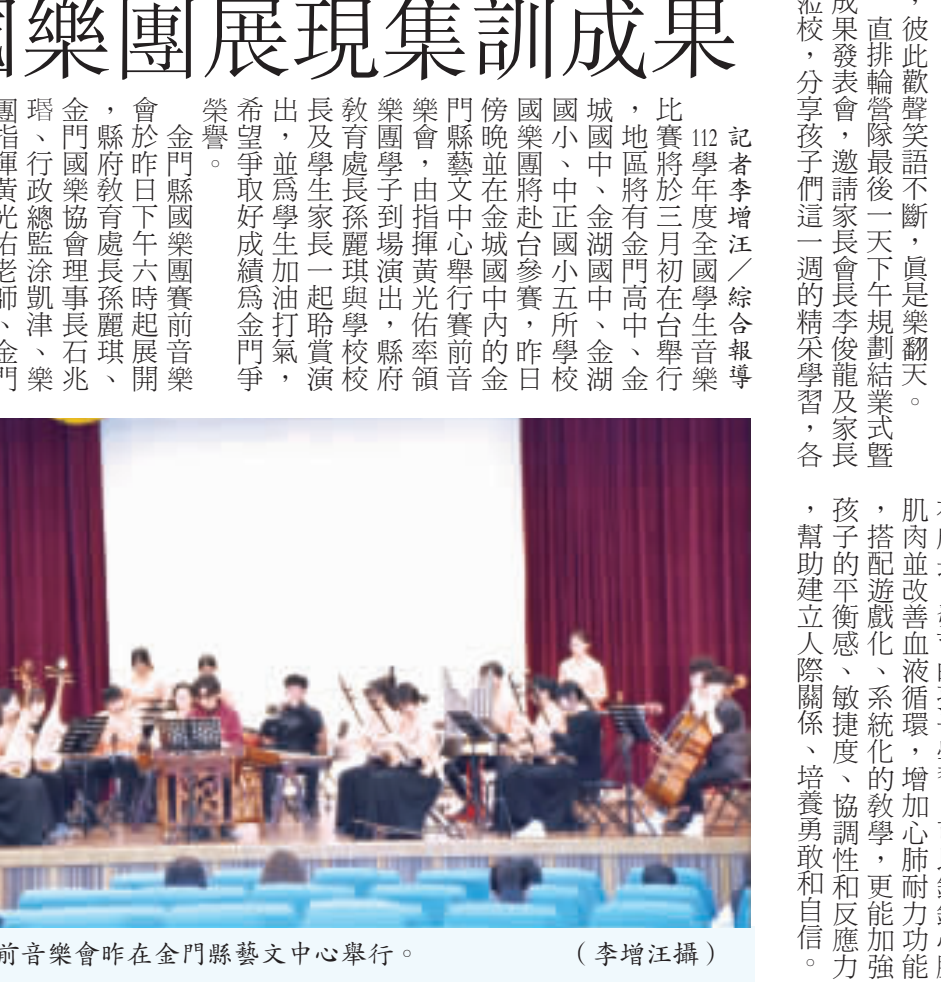 樂團展現集訓成果
記者李增汪／綜合報導
112學年度全國學生音樂
比賽將於三月初在台舉行
，地區將有金門高中、金
城國中、金湖國中、金湖
國小、中正國小五所學校
國樂團將赴台參賽，昨日
傍晚並在金城國中內的金
門縣藝文中心舉行賽前音
樂會，由指揮黃光佑率領
樂團學子到場演出，縣府
教育處長孫麗琪與學校校
長及學生家長一起聆賞演
出，並為學生加油打氣，
希望爭取好成績為金門爭
榮譽。
金門縣國樂團賽前音樂
會於昨日下午六時起展開
，縣府教育處長孫麗琪、
金門國樂協會理事長石兆
瑉、行政總監涂凱津、樂
團指揮黃光佑老師、金門
前音樂會昨在金門縣藝文中心舉行。
（李增汪攝）
，彼此歡聲笑語不斷，真是樂翻天。
直排輪營隊最後一天下午規劃結業式暨
成果發表會，邀請家長會長李俊龍及家長
蒞校，分享孩子們這一週的精采學習，各
肌肉並改善血液循環，增加心肺耐力功能
，搭配遊戲化、系統化的教學，更能加強
孩子的平衡感、敏捷度、協調性和反應力
，幫助建立人際關係、培養勇敢和自信。